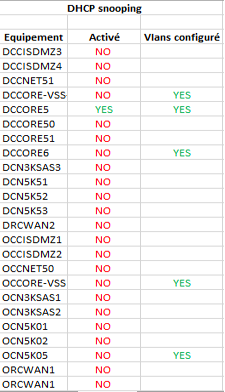 DHCP snooping
Equipement Activé Vlans configuré
DCCISDMZ3 NO
DCCISDMZ4 NO
DCCNET51 NO
DCCORE-VSS NO YES
DCCORE5 YES YES
DCCORE50 NO
DCCORE51 NO
DCCORE6 NO YES
DCN3KSAS3 NO
DCN5K51 NO
DCN5K52 NO
DCN5K53 NO
DRCWAN2 NO
OCCISDMZ1 NO
OCCISDMZ2 NO
OCCNET50 NO
OCCORE-VSS NO YES
OCN3KSAS1 NO
OCN3KSAS2 NO
OCN5K01 NO
OCN5K02 NO
OCN5K05 NO YES
ORCWAN1 NO
ORCWAN1 NO